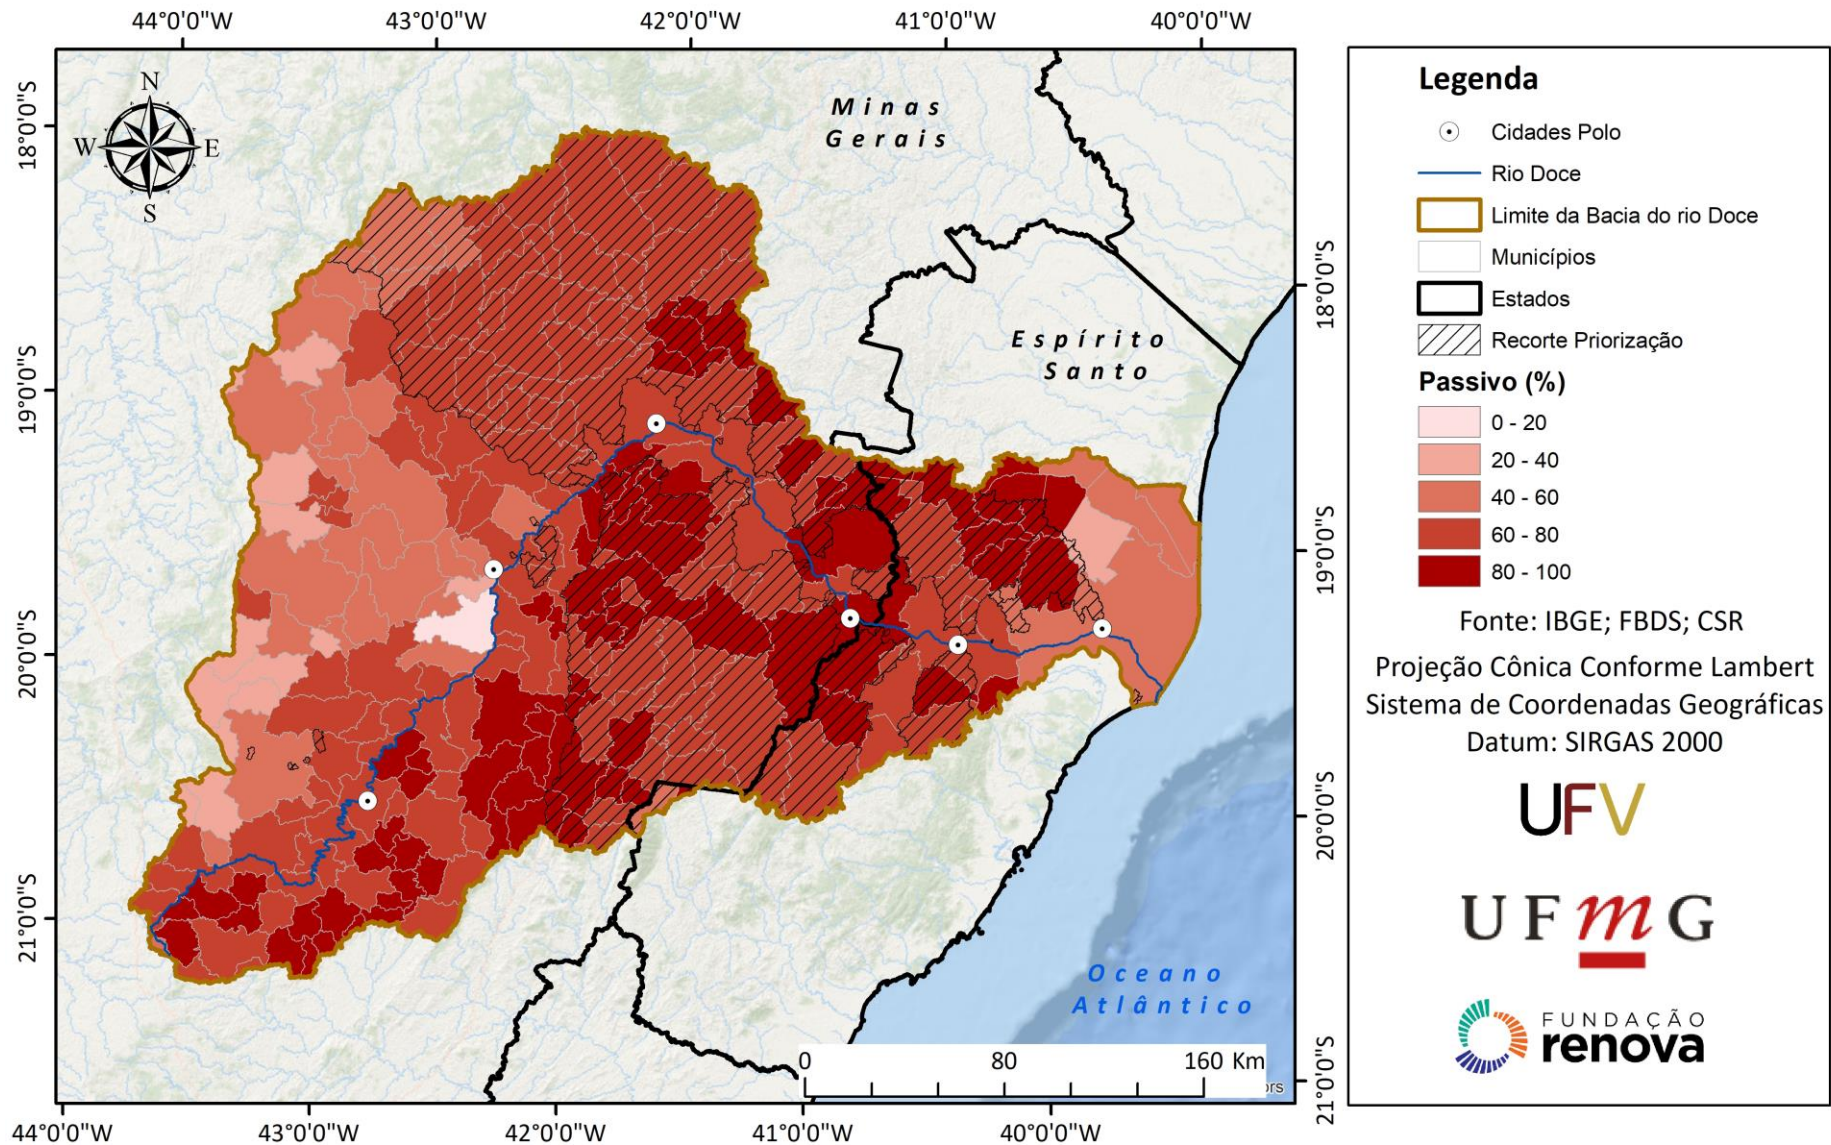 44°0'0"W 43°0'0"W 42°0'0"W 41°0'0"W 40°0'0"W
18°0'0"S
19°0'0"S
20°0'0"S
21°0'0"S
N
W E
S
Minas
Gerais
Espírito
Santo
Oceano
Atlântico
0 80 160 Km
ors
18°0'0"S
19°0'0"S
20°0'0"S
21°0'0"S
44°0'0"W 43°0'0"W 42°0'0"W 41°0'0"W 40°0'0"W
Legenda
Cidades Polo
Rio Doce
Limite da Bacia do rio Doce
Municípios
Estados
Recorte Priorização
Passivo (%)
0 - 20
20 - 40
40 - 60
60 - 80
80 - 100
Fonte: IBGE; FBDS; CSR
Projeção Cônica Conforme Lambert
Sistema de Coordenadas Geográficas
Datum: SIRGAS 2000
UFV
UFmG
FUNDAÇÃO
renova